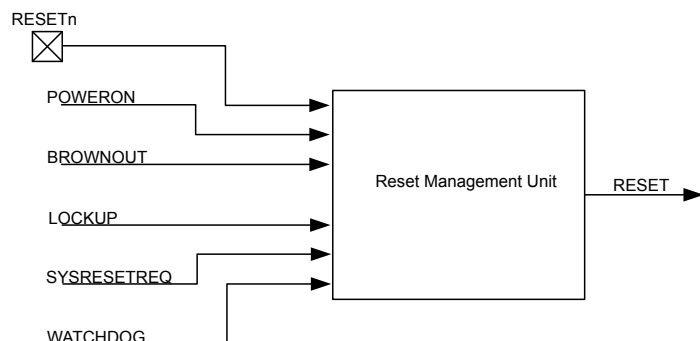 RESETn
POWERON
BROWNOUT
Reset Management Unit
RESET
LOCKUP
SYSRESETREQ
WATCHDOG